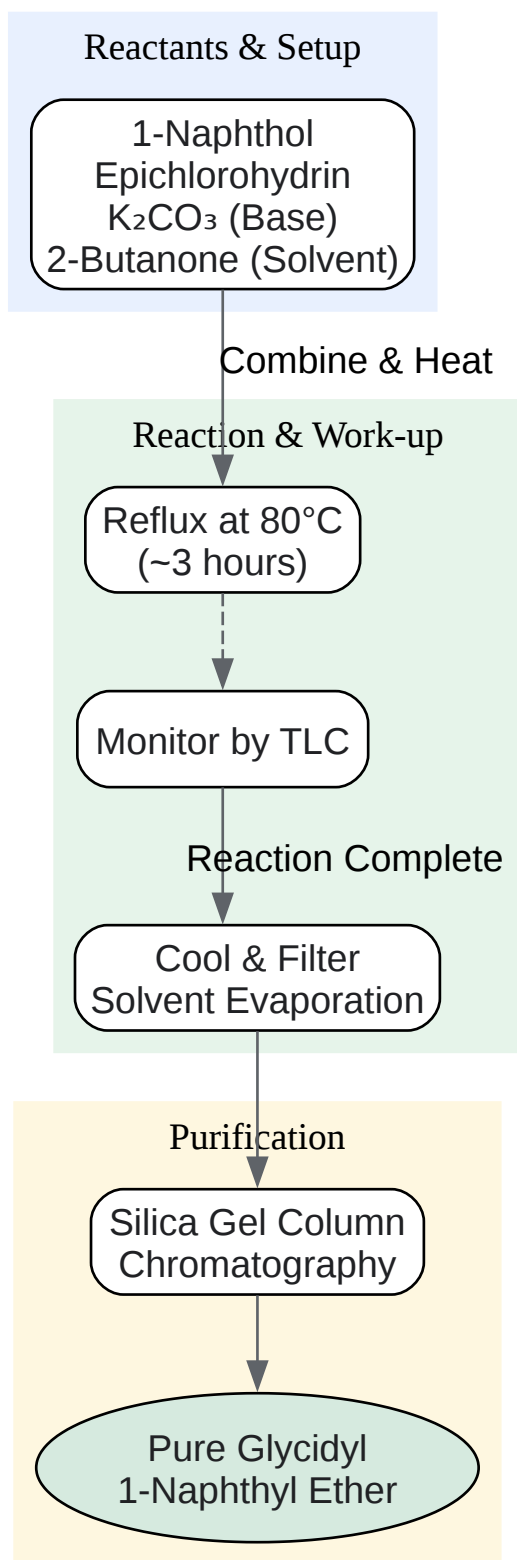 Reactants & Setup
1-Naphthol
Epichlorohydrin
K₂CO₃ (Base)
2-Butanone (Solvent)
Combine & Heat
Reaction & Work-up
Reflux at 80°C
(~3 hours)
Monitor by TLC
Reaction Complete
Cool & Filter
Solvent Evaporation
Purification
Silica Gel Column
Chromatography
Pure Glycidyl
1-Naphthyl Ether